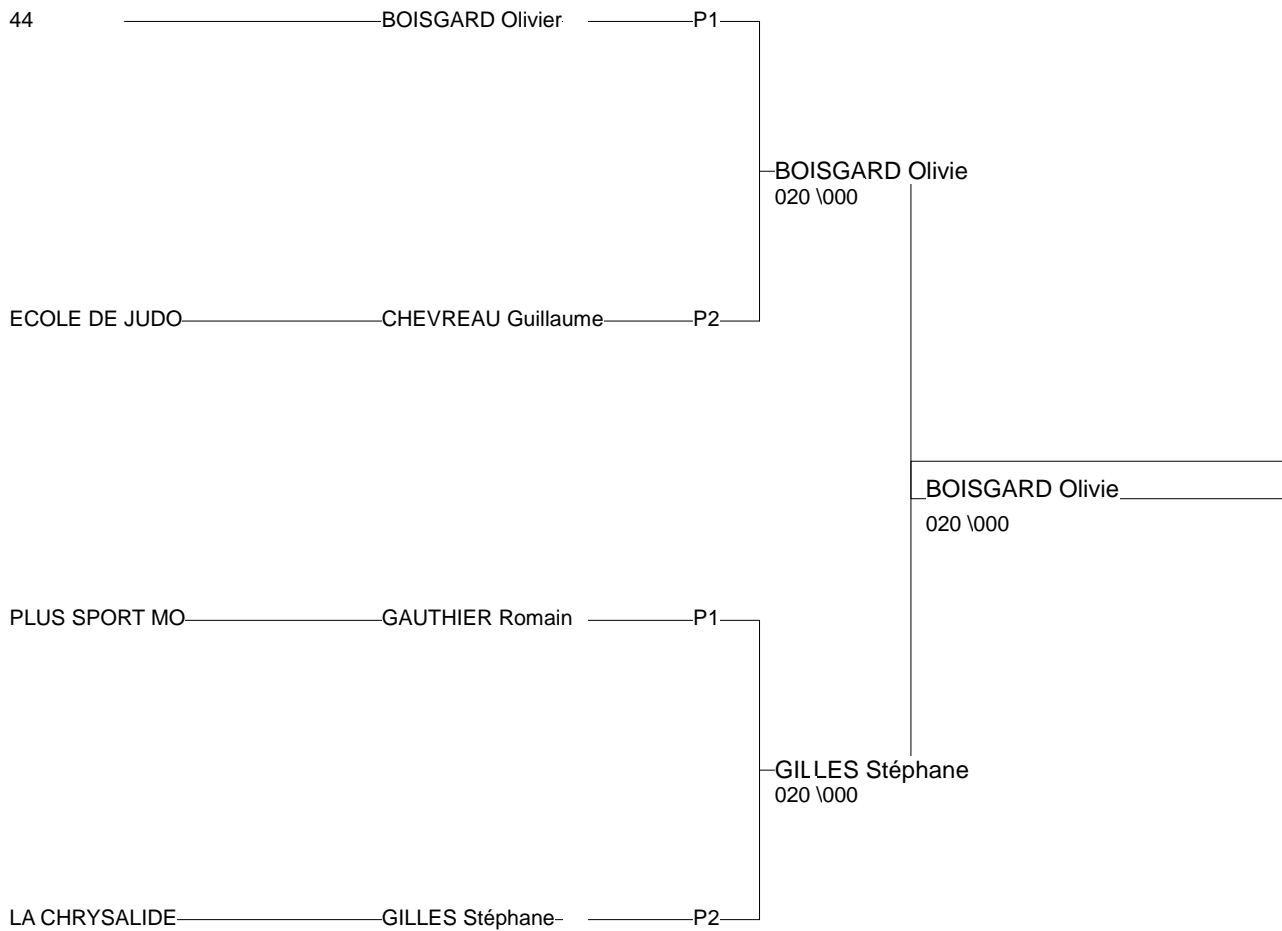 44 BOISGARD Olivier P1
BOISGARD Olivie
020 \000
ECOLE DE JUDO CHEVREAU Guillaume P2
BOISGARD Olivie
020 \000
PLUS SPORT MO GAUTHIER Romain P1
GILLES Stéphane
020 \000
LA CHRYSALIDE GILLES Stéphane P2